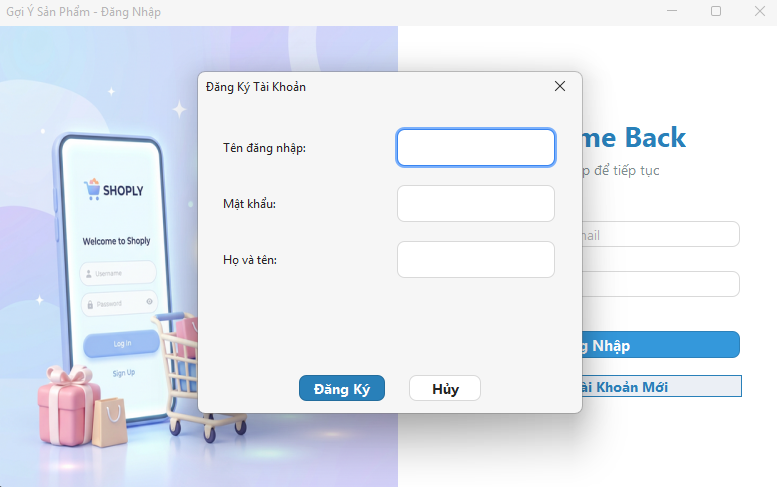 Gợi Ý Sản Phẩm - Đăng Nhập
SHOPLY
Welcome to Shoply
Username
Password
Log in
Sign Up
Đăng Ký Tài Khoản
Tên đăng nhập:
Mật khẩu:
Họ và tên:
Đăng Ký
Hủy
me Back
p để tiếp tục
mail
g Nhập
ài Khoản Mới